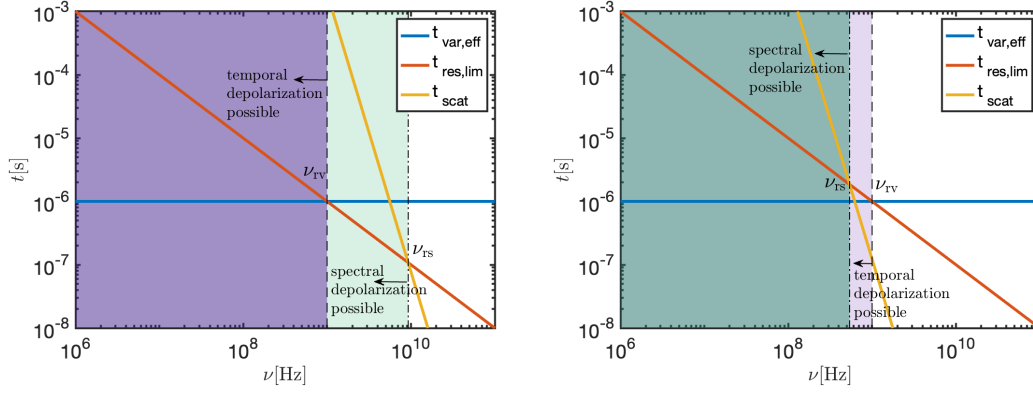 10^-3
10^-4
10^-5
10^-6
10^-7
10^-8
t[s]
10^6
10^8
10^10
ν[Hz]
t var,eff
t res,lim
t scat
temporal
depolarization
possible
ν_rv
ν_rs
spectral
depolarization
possible
10^-3
10^-4
10^-5
10^-6
10^-7
10^-8
t[s]
10^6
10^8
10^10
ν[Hz]
t var,eff
t res,lim
t scat
spectral
depolarization
possible
ν_rs
ν_rv
temporal
depolarization
possible